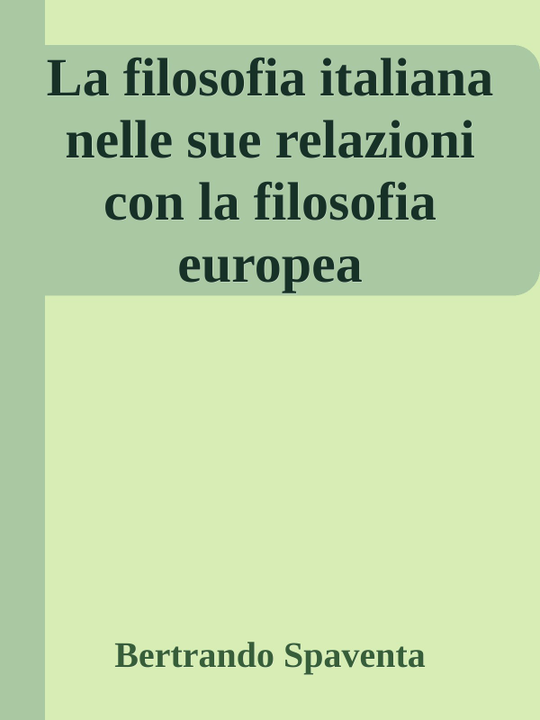 La filosofia italiana
nelle sue relazioni
con la filosofia
europea
Bertrando Spaventa